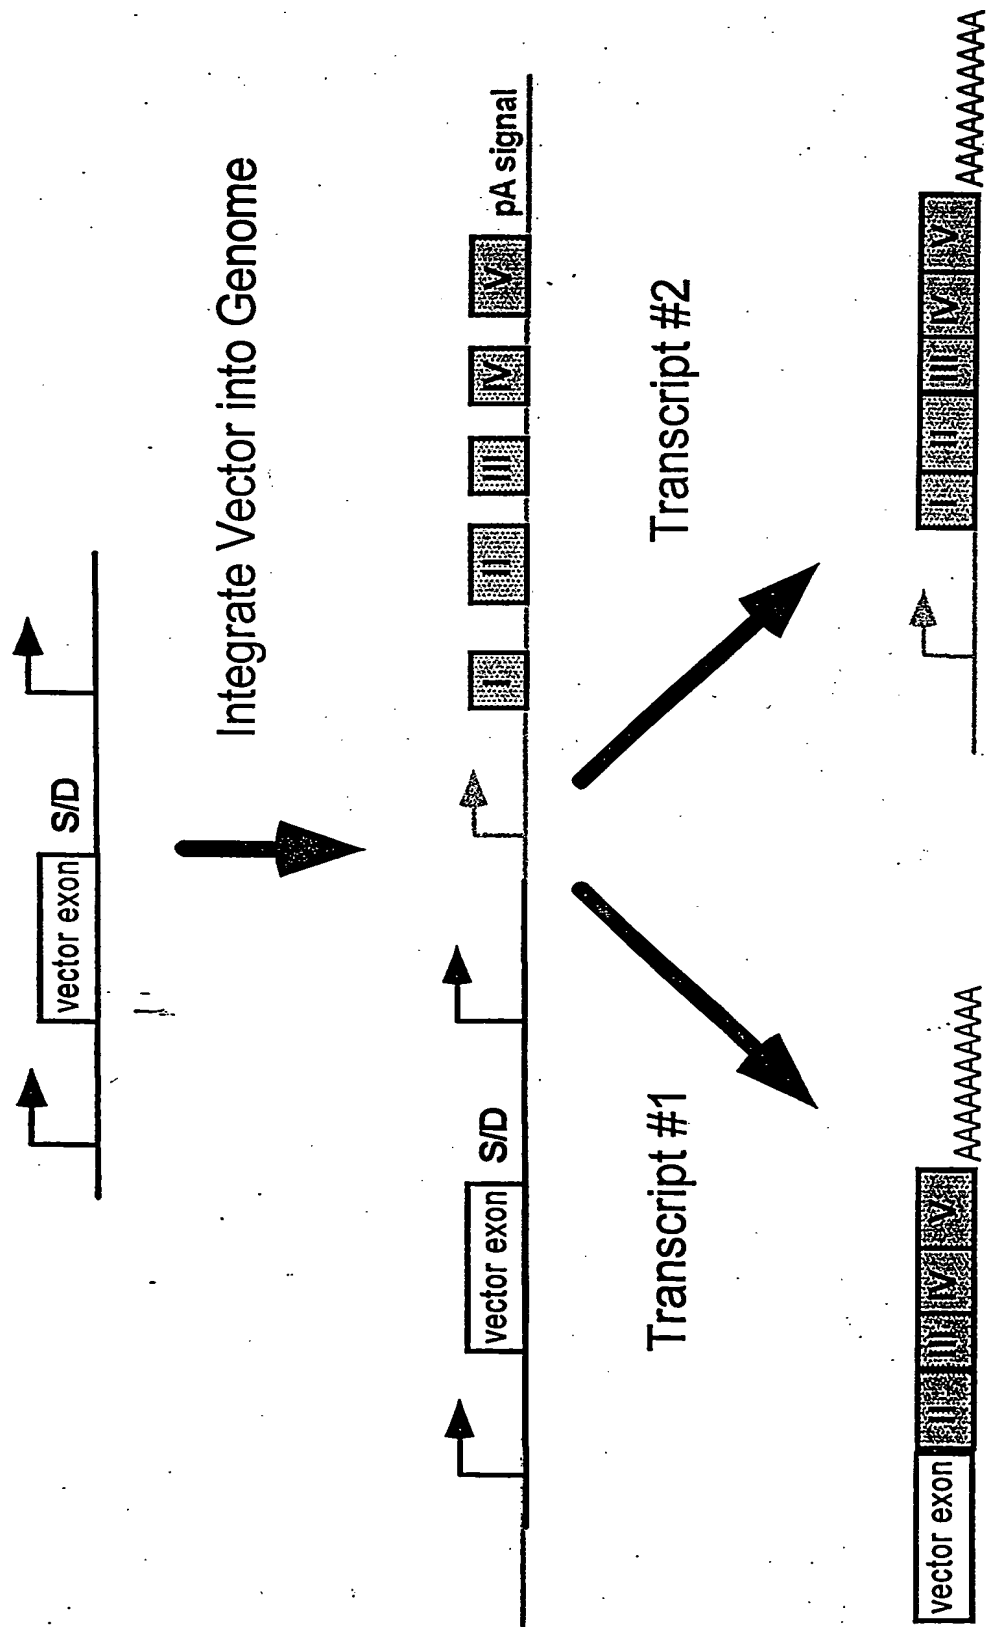 vector exon S/D
Integrate Vector into Genome
vector exon S/D I II III IV V pA signal
Transcript #1 Transcript #2
vector exon II III IV V AAAAAAAAAA
I II III IV V AAAAAAAAAA